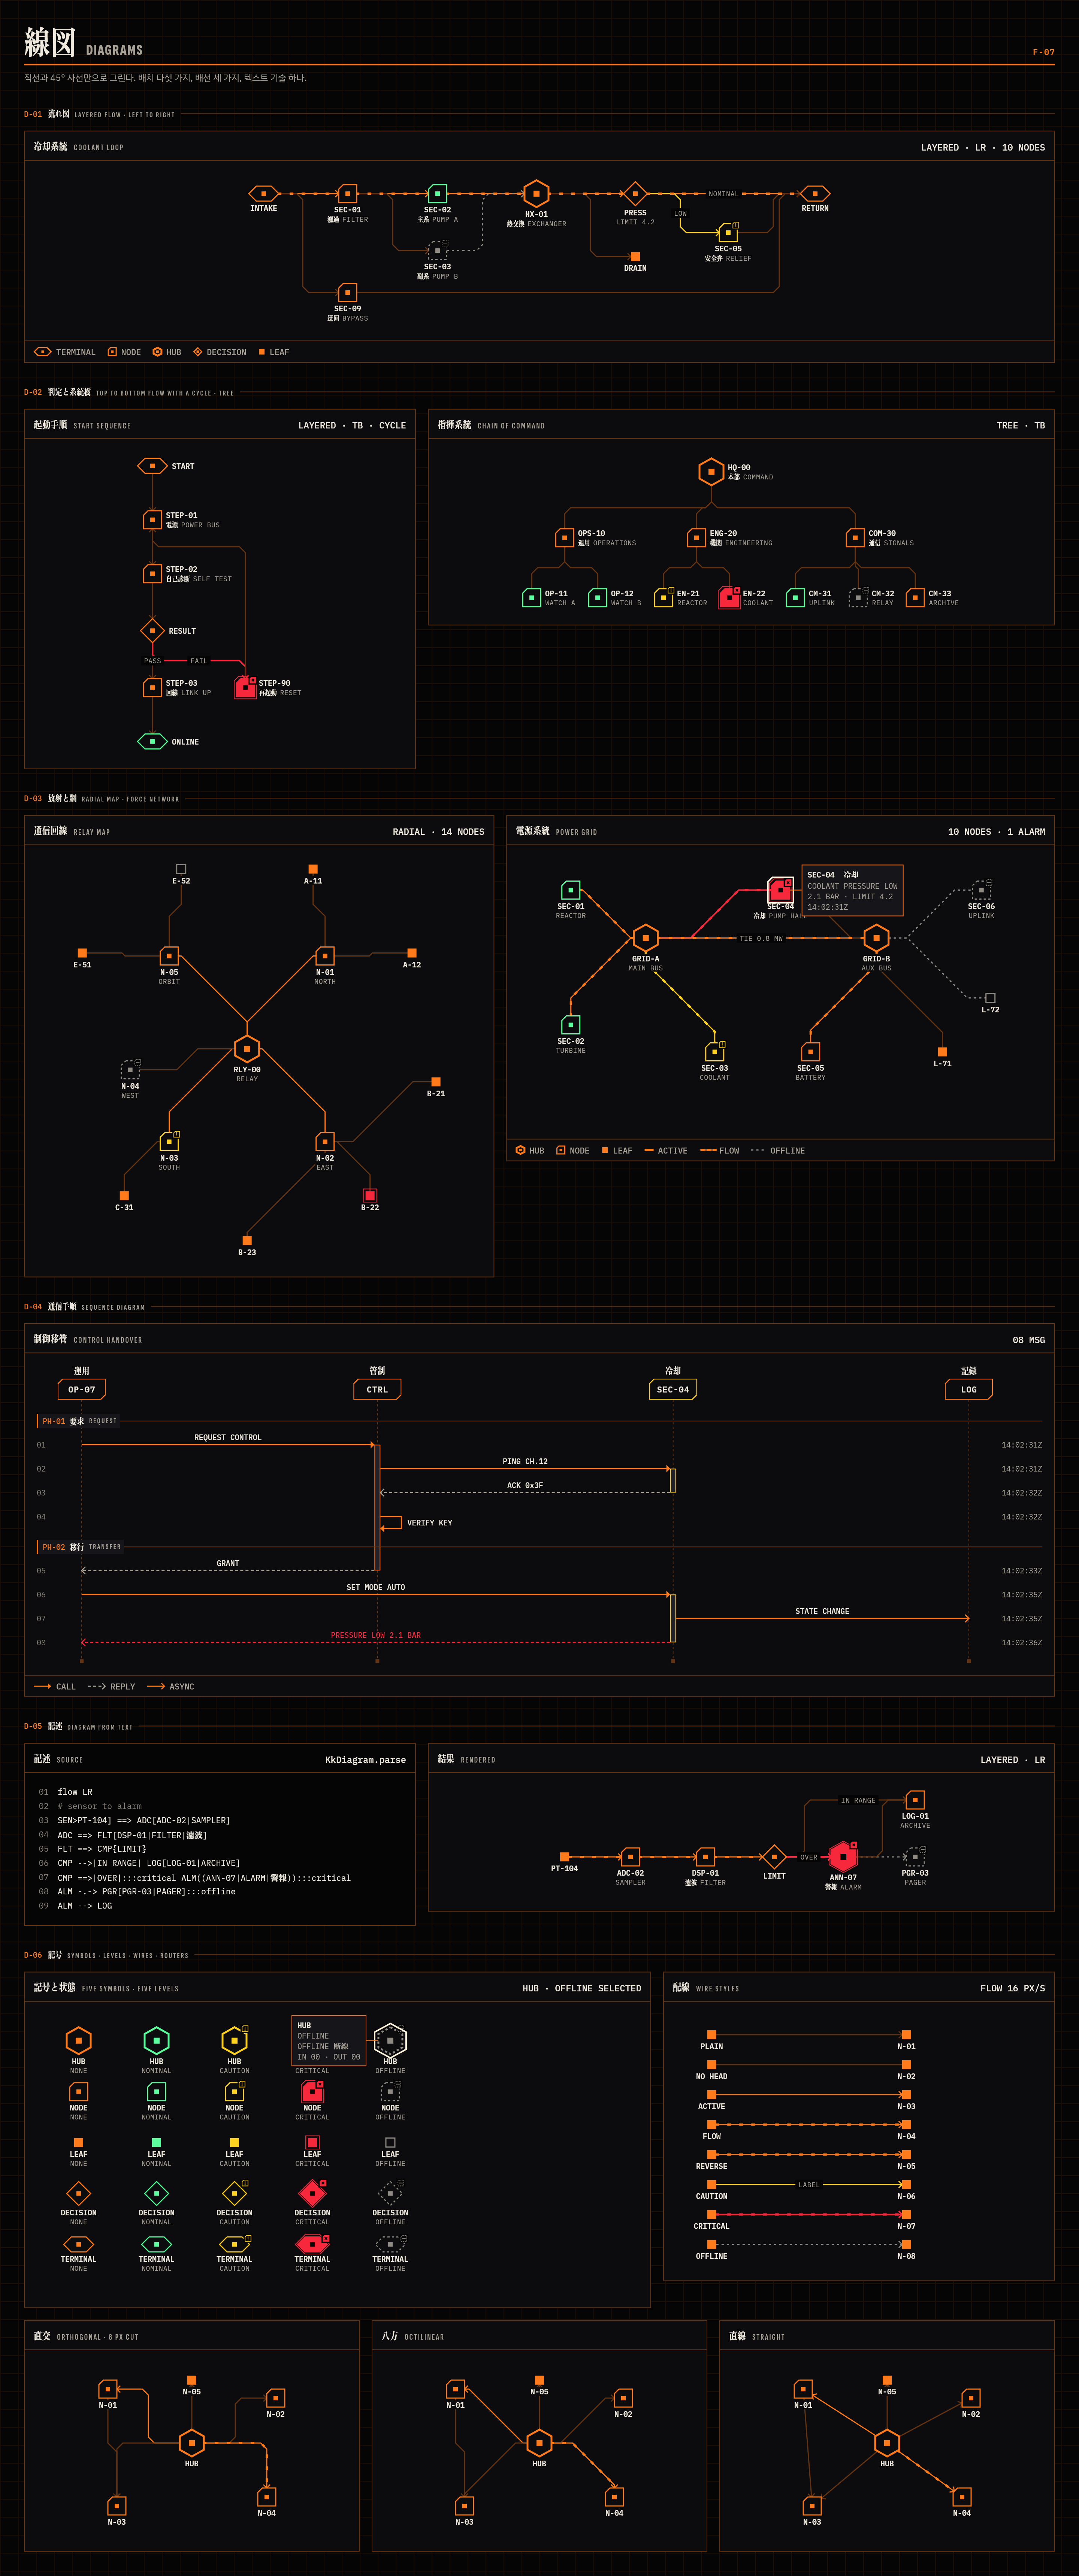 線図 DIAGRAMS
F-07
직선과 45° 사선만으로 그린다. 배치 다섯 가지, 배선 세 가지, 텍스트 기술 하나.
D-01 流れ図 LAYERED FLOW · LEFT TO RIGHT
冷却系統 COOLANT LOOP
LAYERED · LR · 10 NODES
INTAKE
SEC-01
濾過 FILTER
SEC-02
主系 PUMP A
HX-01
熱交換 EXCHANGER
PRESS
LIMIT 4.2
NOMINAL
RETURN
LOW
SEC-05
安全弁 RELIEF
SEC-03
副系 PUMP B
DRAIN
SEC-09
迂回 BYPASS
TERMINAL NODE HUB DECISION LEAF
D-02 判定と系統樹 TOP TO BOTTOM FLOW WITH A CYCLE · TREE
起動手順 START SEQUENCE
LAYERED · TB · CYCLE
START
STEP-01
電源 POWER BUS
STEP-02
自己診断 SELF TEST
RESULT
PASS FAIL
STEP-03
回線 LINK UP
STEP-90
再起動 RESET
ONLINE
指揮系統 CHAIN OF COMMAND
TREE · TB
HQ-00
本部 COMMAND
OPS-10
運用 OPERATIONS
ENG-20
機関 ENGINEERING
COM-30
通信 SIGNALS
OP-11
WATCH A
OP-12
WATCH B
EN-21
REACTOR
EN-22
COOLANT
CM-31
UPLINK
CM-32
RELAY
CM-33
ARCHIVE
D-03 放射と網 RADIAL MAP · FORCE NETWORK
通信回線 RELAY MAP
RADIAL · 14 NODES
E-52
A-11
E-51
N-05
ORBIT
N-01
NORTH
A-12
RLY-00
RELAY
N-04
WEST
B-21
N-03
SOUTH
N-02
EAST
C-31
B-22
B-23
電源系統 POWER GRID
10 NODES · 1 ALARM
SEC-01
REACTOR
SEC-04
冷却 PUMP HALL
SEC-04 冷却
COOLANT PRESSURE LOW
2.1 BAR · LIMIT 4.2
14:02:31Z
SEC-06
UPLINK
GRID-A
MAIN BUS
TIE 0.8 MW
GRID-B
AUX BUS
L-72
SEC-02
TURBINE
SEC-03
COOLANT
SEC-05
BATTERY
L-71
HUB NODE LEAF ACTIVE FLOW OFFLINE
D-04 通信手順 SEQUENCE DIAGRAM
制御移管 CONTROL HANDOVER
08 MSG
運用 管制 冷却 記録
OP-07 CTRL SEC-04 LOG
PH-01 要求 REQUEST
01 REQUEST CONTROL 14:02:31Z
02 PING CH.12 14:02:31Z
03 ACK 0x3F 14:02:32Z
04 VERIFY KEY 14:02:32Z
PH-02 移行 TRANSFER
05 GRANT 14:02:33Z
06 SET MODE AUTO 14:02:35Z
07 STATE CHANGE 14:02:35Z
08 PRESSURE LOW 2.1 BAR 14:02:36Z
CALL REPLY ASYNC
D-05 記述 DIAGRAM FROM TEXT
記述 SOURCE
KkDiagram.parse
01 flow LR
02 # sensor to alarm
03 SEN>PT-104] ==> ADC[ADC-02|SAMPLER]
04 ADC ==> FLT[DSP-01|FILTER|濾波]
05 FLT ==> CMP{LIMIT}
06 CMP -->|IN RANGE| LOG[LOG-01|ARCHIVE]
07 CMP ==>|OVER|:::critical ALM((ANN-07|ALARM|警報)):::critical
08 ALM -.-> PGR[PGR-03|PAGER]:::offline
09 ALM --> LOG
結果 RENDERED
LAYERED · LR
IN RANGE
LOG-01
ARCHIVE
PT-104
ADC-02
SAMPLER
DSP-01
濾波 FILTER
LIMIT
OVER
ANN-07
警報 ALARM
PGR-03
PAGER
D-06 記号 SYMBOLS · LEVELS · WIRES · ROUTERS
記号と状態 FIVE SYMBOLS · FIVE LEVELS
HUB · OFFLINE SELECTED
HUB
OFFLINE
OFFLINE 断線
IN 00 · OUT 00
HUB HUB HUB HUB
NONE NOMINAL CAUTION CRITICAL OFFLINE
NODE NODE NODE NODE NODE
NONE NOMINAL CAUTION CRITICAL OFFLINE
LEAF LEAF LEAF LEAF LEAF
NONE NOMINAL CAUTION CRITICAL OFFLINE
DECISION DECISION DECISION DECISION DECISION
NONE NOMINAL CAUTION CRITICAL OFFLINE
TERMINAL TERMINAL TERMINAL TERMINAL TERMINAL
NONE NOMINAL CAUTION CRITICAL OFFLINE
配線 WIRE STYLES
FLOW 16 PX/S
PLAIN N-01
NO HEAD N-02
ACTIVE N-03
FLOW N-04
REVERSE N-05
LABEL
CAUTION N-06
CRITICAL N-07
OFFLINE N-08
直交 ORTHOGONAL · 8 PX CUT
N-01
N-05
N-02
HUB
N-04
N-03
八方 OCTILINEAR
N-01
N-05
N-02
HUB
N-04
N-03
直線 STRAIGHT
N-01
N-05
N-02
HUB
N-04
N-03